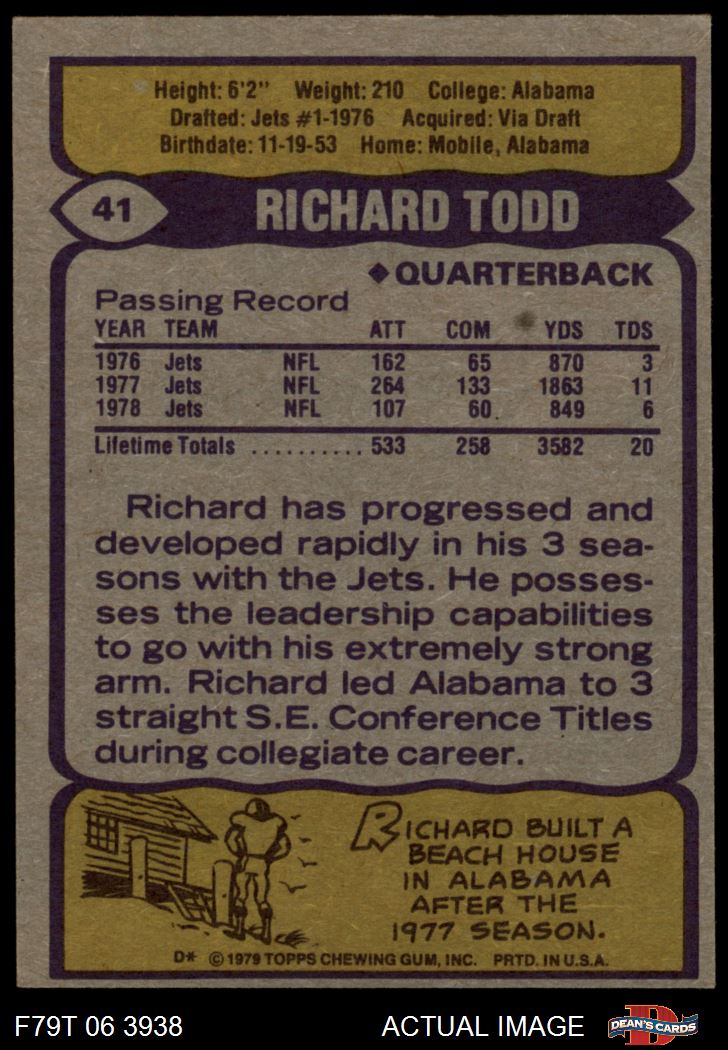 Height: 6'2" Weight: 210 College: Alabama
Drafted: Jets #1-1976 Acquired: Via Draft
Birthdate: 11-19-53 Home: Mobile, Alabama
41 RICHARD TODD
◆QUARTERBACK
Passing Record
YEAR TEAM ATT COM YDS TDS
1976 Jets NFL 162 65 870 3
1977 Jets NFL 264 133 1863 11
1978 Jets NFL 107 60 849 6
Lifetime Totals .......... 533 258 3582 20
Richard has progressed and
developed rapidly in his 3 sea-
sons with the Jets. He posses-
ses the leadership capabilities
to go with his extremely strong
arm. Richard led Alabama to 3
straight S.E. Conference Titles
during collegiate career.
RICHARD BUILT A
BEACH HOUSE
IN ALABAMA
AFTER THE
1977 SEASON.
D* © 1979 TOPPS CHEWING GUM, INC. PRTD. IN U.S.A.
F79T 06 3938 ACTUAL IMAGE D DEAN'S CARDS